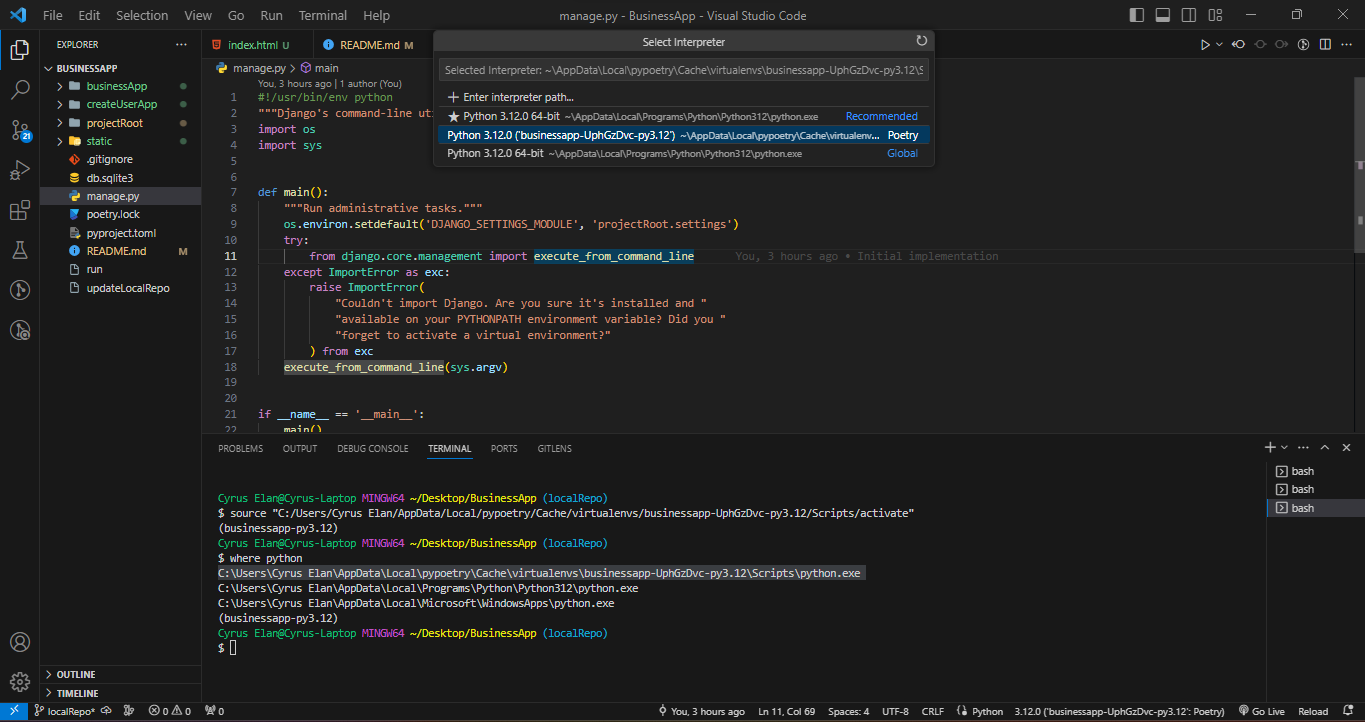 File Edit Selection View Go Run Terminal Help
manage.py - BusinessApp - Visual Studio Code
EXPLORER
BUSINESSAPP
businessApp
createUserApp
projectRoot
static
.gitignore
db.sqlite3
manage.py
poetry.lock
pyproject.toml
README.md M
run
updateLocalRepo
OUTLINE
TIMELINE
21
index.html U
README.md M
manage.py > main
Select Interpreter
Selected Interpreter: ~\AppData\Local\pypoetry\Cache\virtualenvs\businessapp-UphGzDvc-py3.12\S
Enter interpreter path...
Python 3.12.0 64-bit ~\AppData\Local\Programs\Python\Python312\python.exe Recommended
Python 3.12.0 ('businessapp-UphGzDvc-py3.12') ~\AppData\Local\pypoetry\Cache\virtualenv... Poetry
Python 3.12.0 64-bit ~\AppData\Local\Programs\Python\Python312\python.exe Global
You, 3 hours ago | 1 author (You)
1 #!/usr/bin/env python
2 """Django's command-line uti
3 import os
4 import sys
5
6
7 def main():
8 """Run administrative tasks."""
9 os.environ.setdefault('DJANGO_SETTINGS_MODULE', 'projectRoot.settings')
10 try:
11 from django.core.management import execute_from_command_line You, 3 hours ago • Initial implementation
12 except ImportError as exc:
13 raise ImportError(
14 "Couldn't import Django. Are you sure it's installed and "
15 "available on your PYTHONPATH environment variable? Did you "
16 "forget to activate a virtual environment?"
17 ) from exc
18 execute_from_command_line(sys.argv)
19
20
21 if __name__ == '__main__':
22 main()
PROBLEMS OUTPUT DEBUG CONSOLE TERMINAL PORTS GITLENS
Cyrus Elan@Cyrus-Laptop MINGW64 ~/Desktop/BusinessApp (localRepo)
$ source "C:/Users/Cyrus Elan/AppData/Local/pypoetry/Cache/virtualenvs/businessapp-UphGzDvc-py3.12/Scripts/activate"
(businessapp-py3.12)
Cyrus Elan@Cyrus-Laptop MINGW64 ~/Desktop/BusinessApp (localRepo)
$ where python
C:\Users\Cyrus Elan\AppData\Local\pypoetry\Cache\virtualenvs\businessapp-UphGzDvc-py3.12\Scripts\python.exe
C:\Users\Cyrus Elan\AppData\Local\Programs\Python\Python312\python.exe
C:\Users\Cyrus Elan\AppData\Local\Microsoft\WindowsApps\python.exe
(businessapp-py3.12)
Cyrus Elan@Cyrus-Laptop MINGW64 ~/Desktop/BusinessApp (localRepo)
$
bash
bash
bash
localRepo* 0 0 0 You, 3 hours ago Ln 11, Col 69 Spaces: 4 UTF-8 CRLF Python 3.12.0 ('businessapp-UphGzDvc-py3.12': Poetry) Go Live Reload